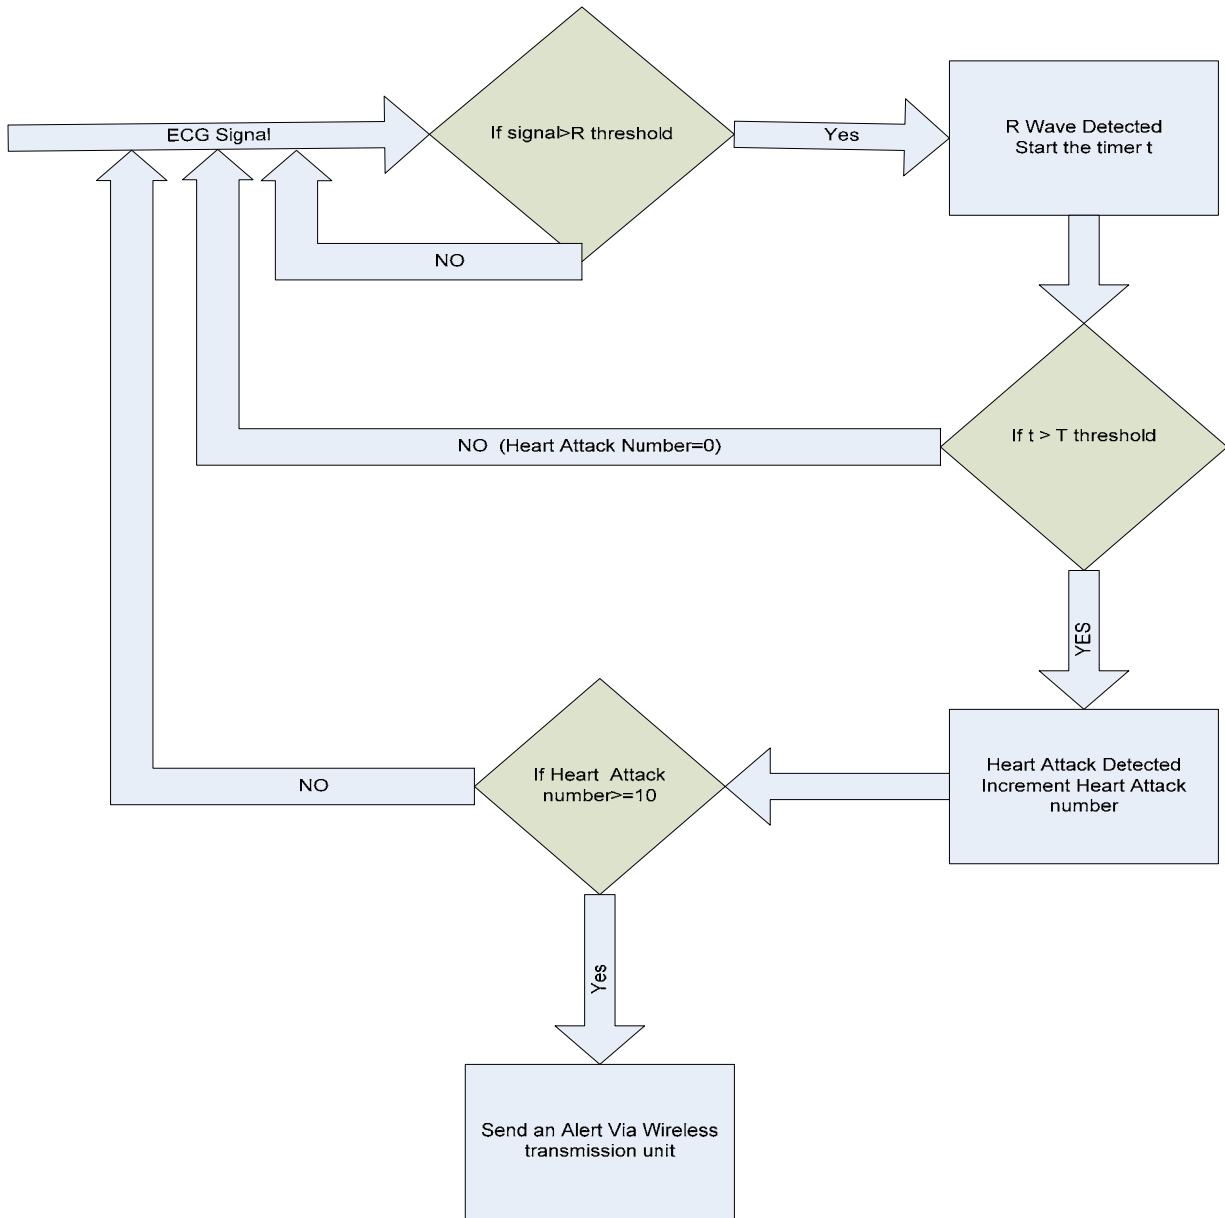 ECG Signal
If signal>R threshold
Yes
R Wave Detected
Start the timer t
NO
If t > T threshold
NO  (Heart Attack Number=0)
YES
Heart Attack Detected
Increment Heart Attack
number
If Heart  Attack
number>=10
NO
Yes
Send an Alert Via Wireless
transmission unit